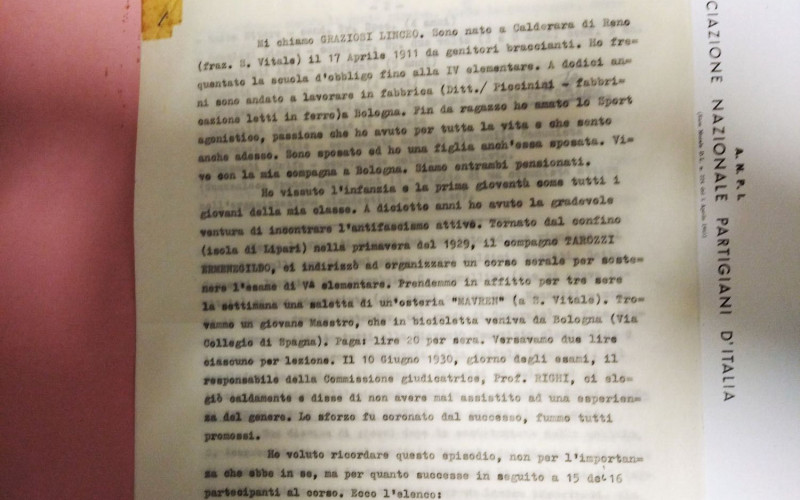 Mi chiamo GRAZIOSI LINCEO. Sono nato a Calderara di Reno
(fraz. S. Vitale) il 17 Aprile 1911 da genitori braccianti. Ho fre=
quentato la scuola d'obbligo fino alla IV elementare. A dodici an=
ni sono andato a lavorare in fabbrica (Ditt./ Piccinini - fabbri=
cazione letti in ferro)a Bologna. Fin da ragazzo ho amato lo Sport
agonistico, passione che ho avuto per tutta la vita e che sento
anche adesso. Sono sposato ed ho una figlia anch'essa sposata. Vi=
vo con la mia compagna a Bologna. Siamo entrambi pensionati.
Ho vissuto l'infanzia e la prima gioventù come tutti i
giovani della mia classe. A diciotto anni ho avuto la gradevole
ventura di incontrare l'antifascismo attivo. Tornato dal confino
(isola di Lipari) nella primavera del 1929, il compagno TAROZZI
ERMENEGILDO, ci indirizzò ad organizzare un corso serale per soste=
nere l'esame di VA elementare. Prendemmo in affitto per tre sere
la settimana una saletta di un'osteria "MAVREN" (a S. Vitale). Tro=
vammo un giovane Maestro, che in bicicletta veniva da Bologna (Via
Collegio di Spagna). Paga: lire 20 per sera. Versavamo due lire
ciascuno per lezione. Il 10 Giugno 1930, giorno degli esami, il
responsabile della Commissione giudicatrice, Prof. RIGHI, ci elo=
giò caldamente e disse di non avere mai assistito ad una esperien=
za del genere. Lo sforzo fu coronato dal successo, fummo tutti
promossi.
Ho voluto ricordare questo episodio, non per l'importan=
za che ebbe in se, ma per quanto successe in seguito a 15 dei 16
partecipanti al corso. Ecco l'elenco:
A. N. P. I.
CIAZIONE NAZIONALE PARTIGIANI D'ITALIA